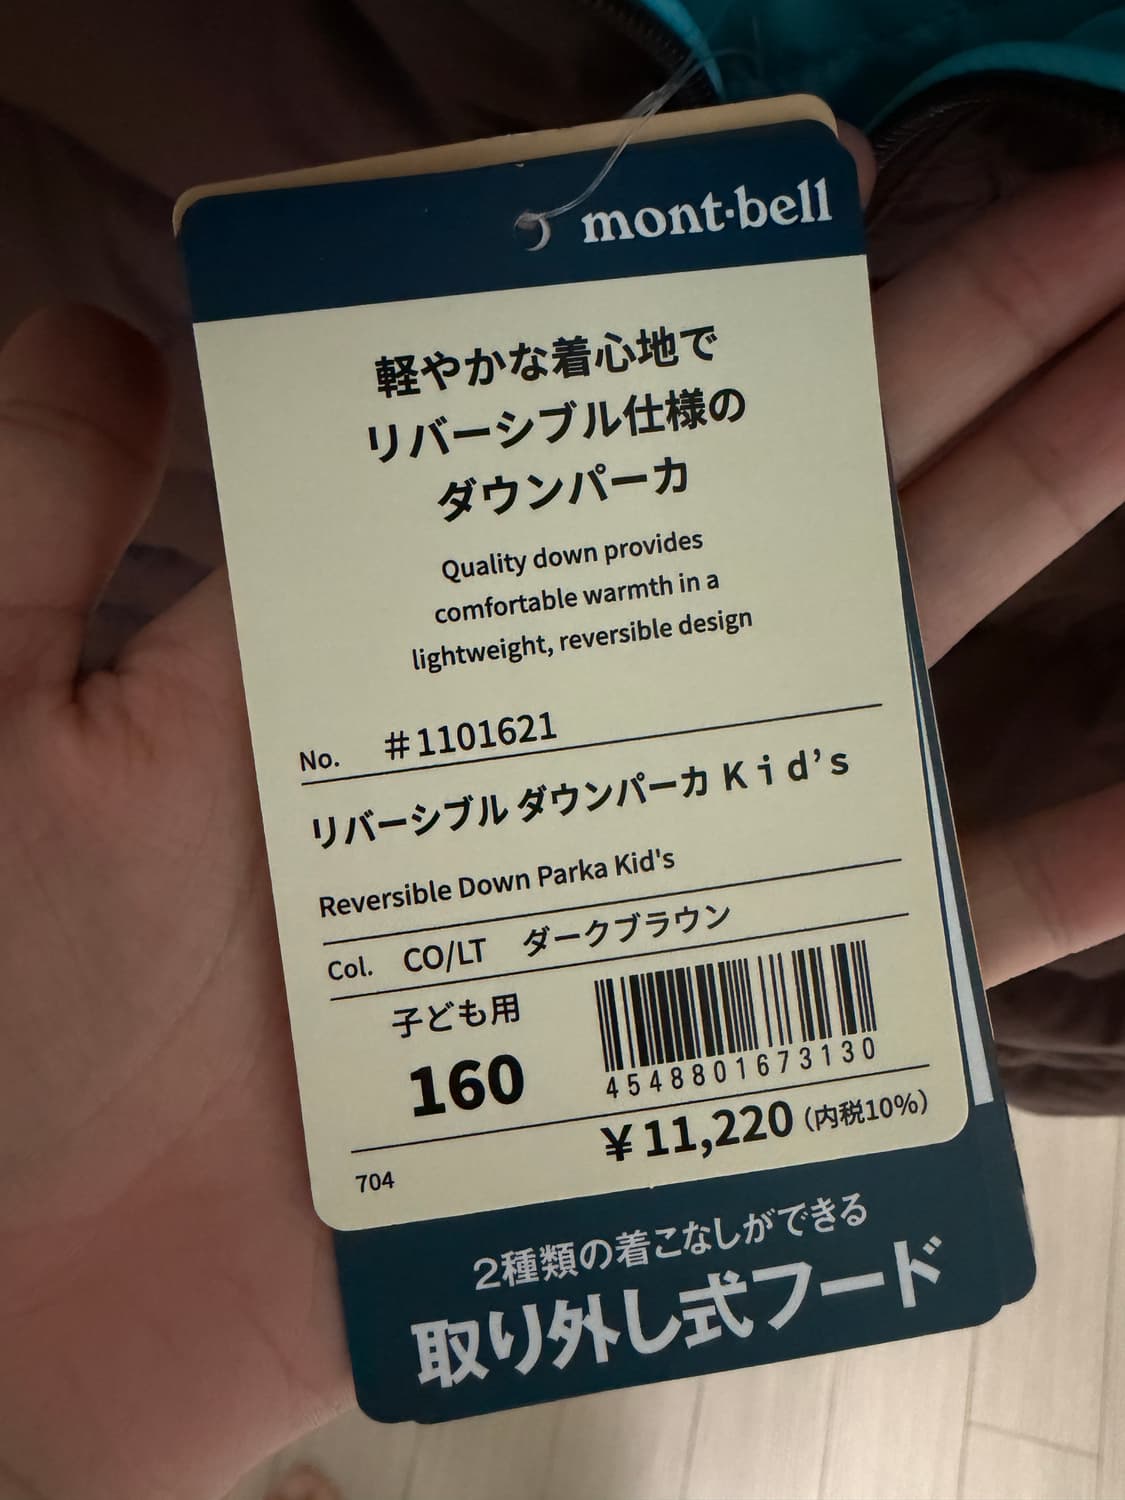 mont-bell
軽やかな着心地で
リバーシブル仕様の
ダウンパーカ
Quality down provides
comfortable warmth in a
lightweight, reversible design
No. #1101621
リバーシブル ダウンパーカ Kid's
Reversible Down Parka Kid's
Col. CO/LT ダークブラウン
子ども用
160
4548801673130
¥11,220(内税10%)
704
2種類の着こなしができる
取り外し式フード